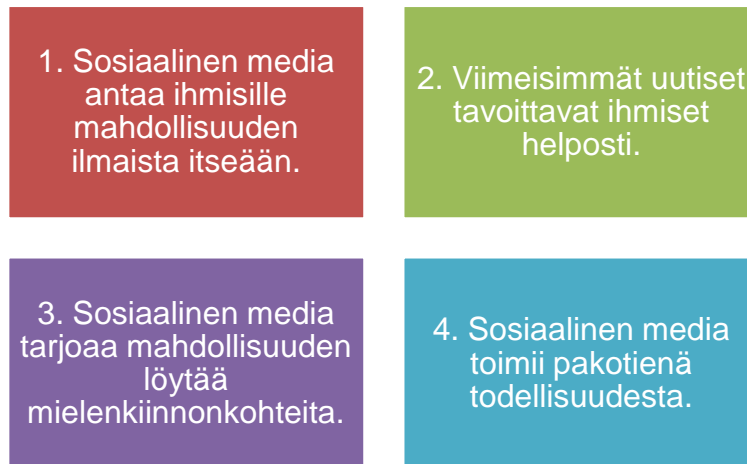 1. Sosiaalinen media
antaa ihmisille
mahdollisuuden
ilmaista itseään.
2. Viimeisimmät uutiset
tavoittavat ihmiset
helposti.
3. Sosiaalinen media
tarjoaa mahdollisuuden
löytää
mielenkiinnonkohteita.
4. Sosiaalinen media
toimii pakotienä
todellisuudesta.